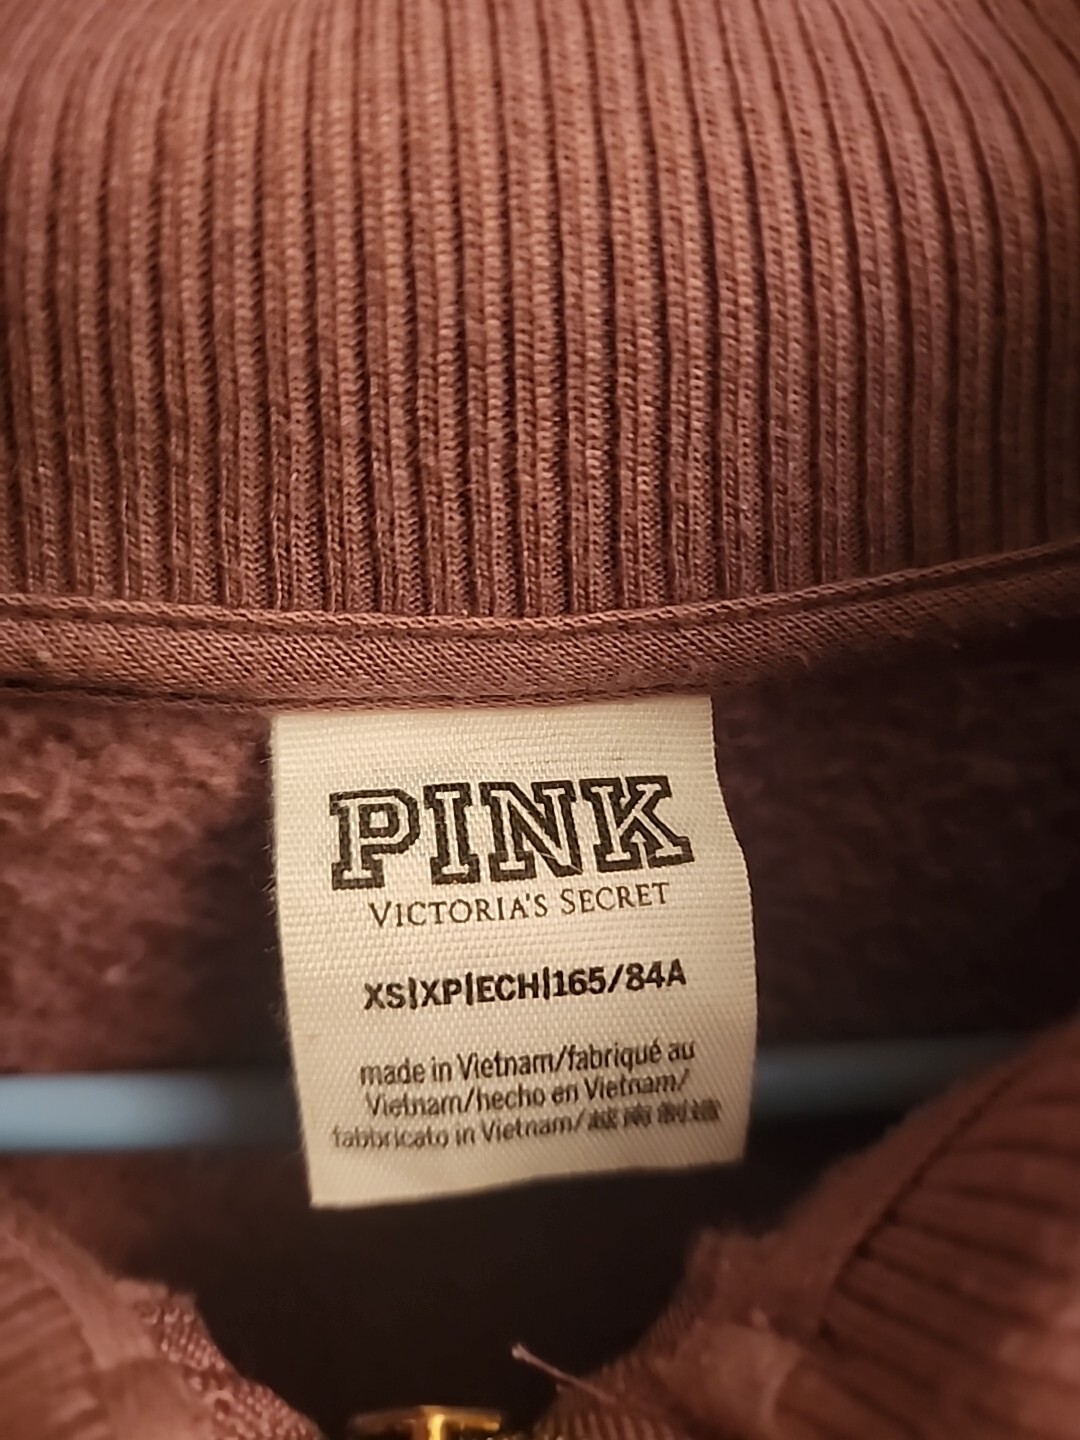 PINK
VICTORIA'S SECRET
XS|XP|ECH|165/84A
made in Vietnam/fabriqué au
Vietnam/hecho en Vietnam/
fabbricato in Vietnam/越南制造